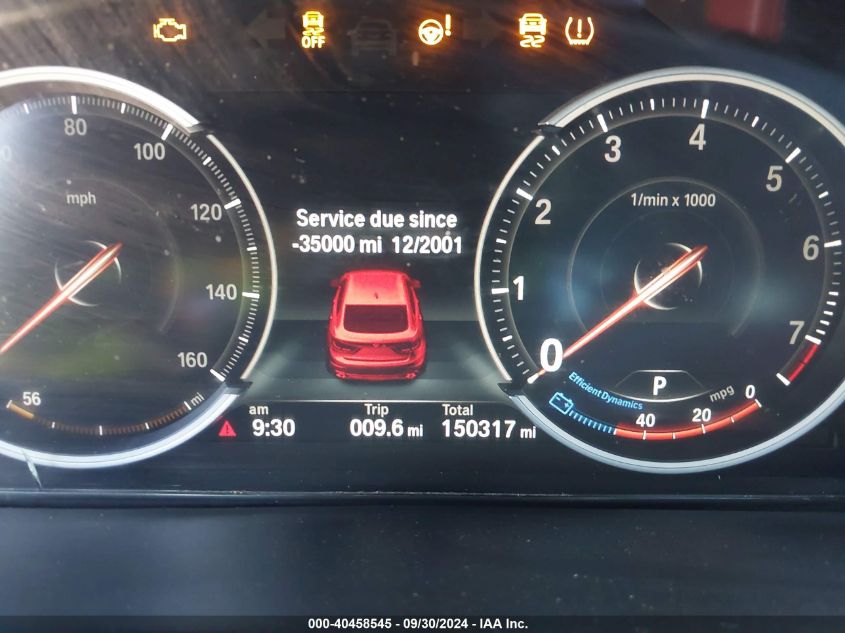 OFF
!
!
80
100
120
140
160
mph
Service due since
-35000 mi 12/2001
1/min x 1000
0
1
2
3
4
5
6
7
56
mi
am
9:30
Trip
009.6 mi
Total
150317 mi
P
Efficient Dynamics
40
20
0
mpg
000-40458545 - 09/30/2024 - IAA Inc.